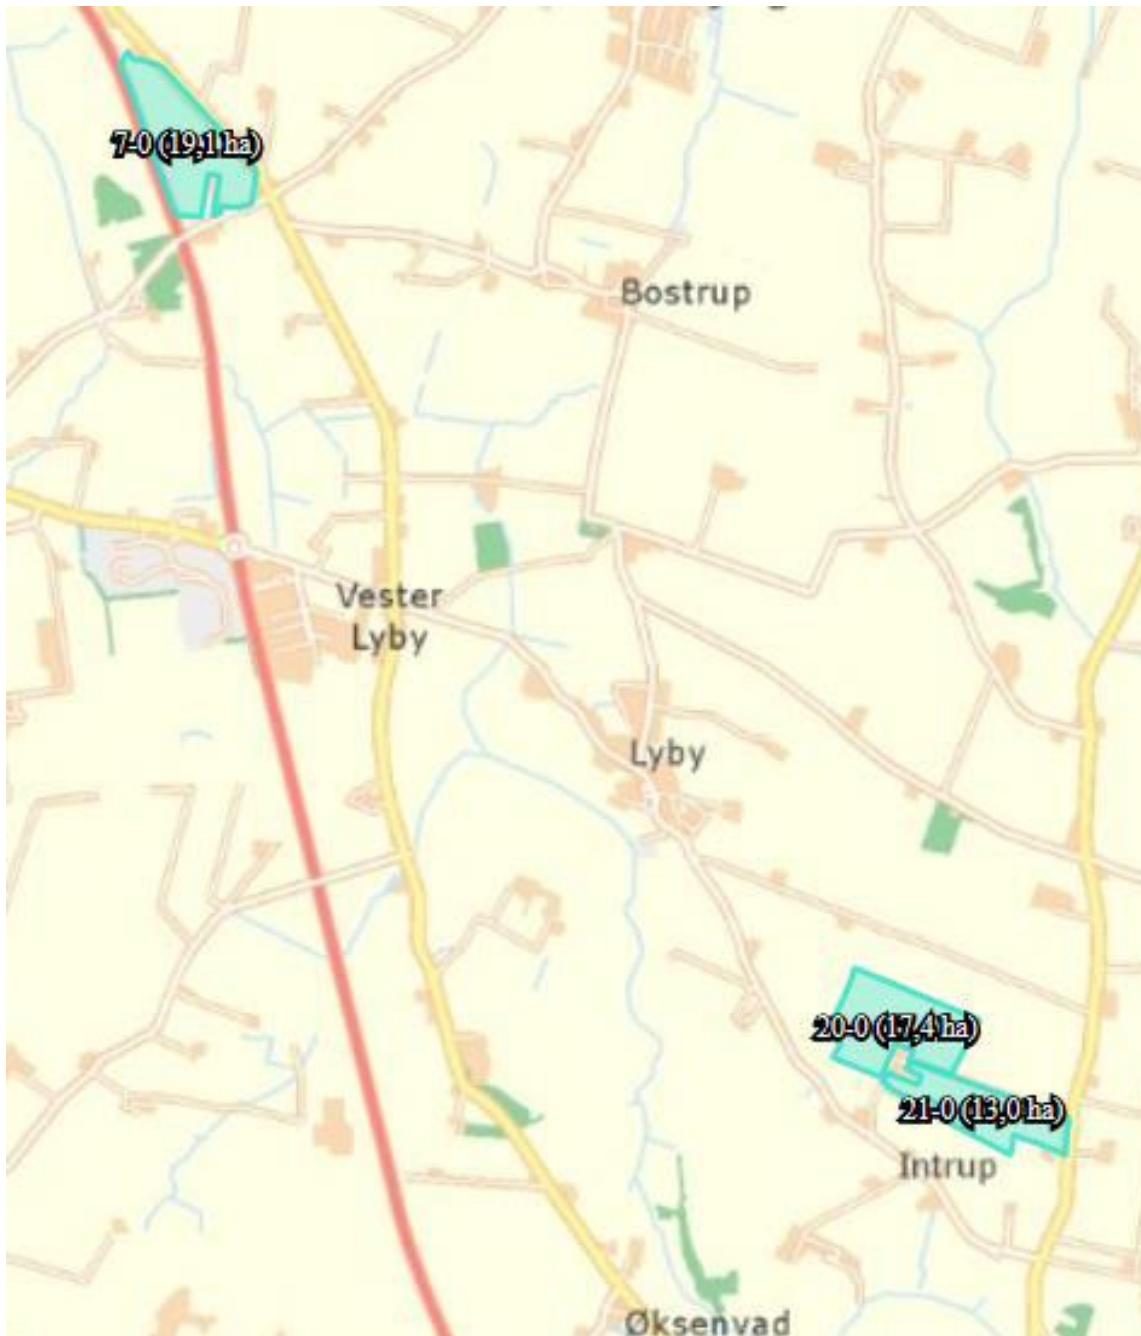 7-0 (19,1 ha)
Bostrup
Vester
Lyby
Lyby
20-0 (17,4 ha)
21-0 (13,0 ha)
Intrup
Øksenvad